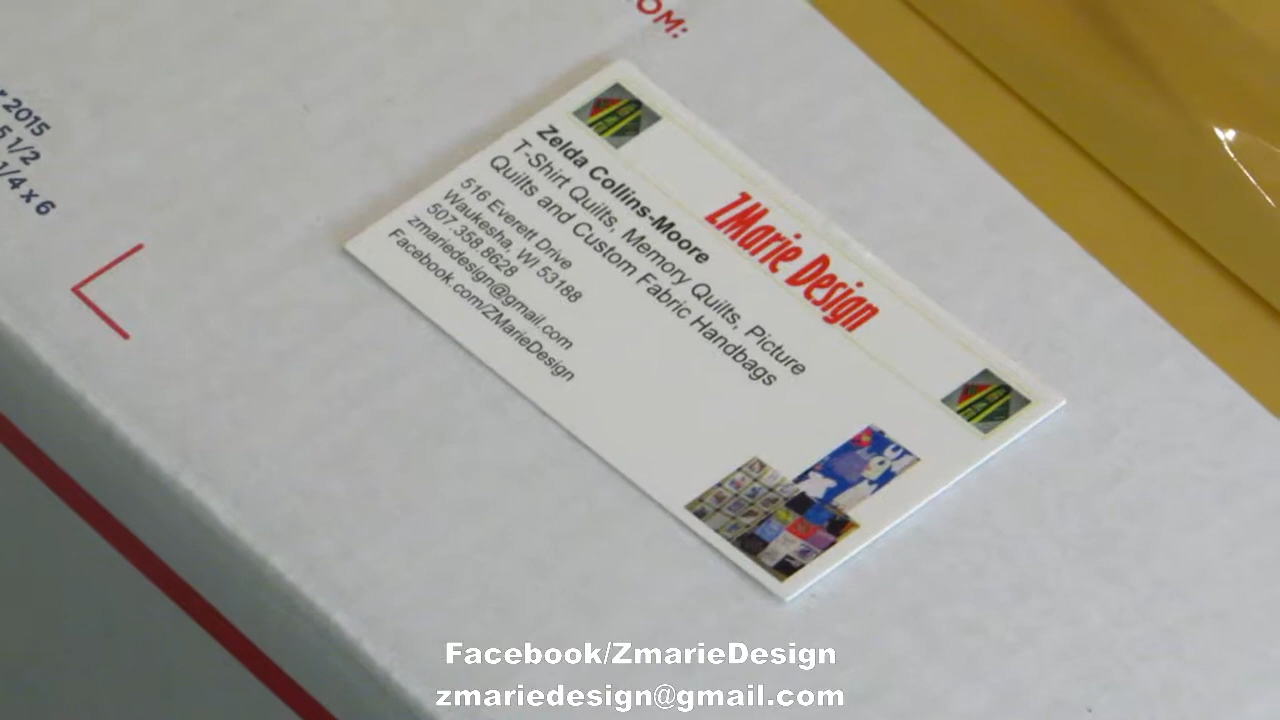 OM:
2015
5 1/2
1/4 x 6
ZMarie Design
Zelda Collins-Moore
T-Shirt Quilts, Memory Quilts, Picture
Quilts and Custom Fabric Handbags
516 Everett Drive
Waukesha, WI 53188
507.358.8628
zmariedesign@gmail.com
Facebook.com/ZMarieDesign
Facebook/ZmarieDesign
zmariedesign@gmail.com